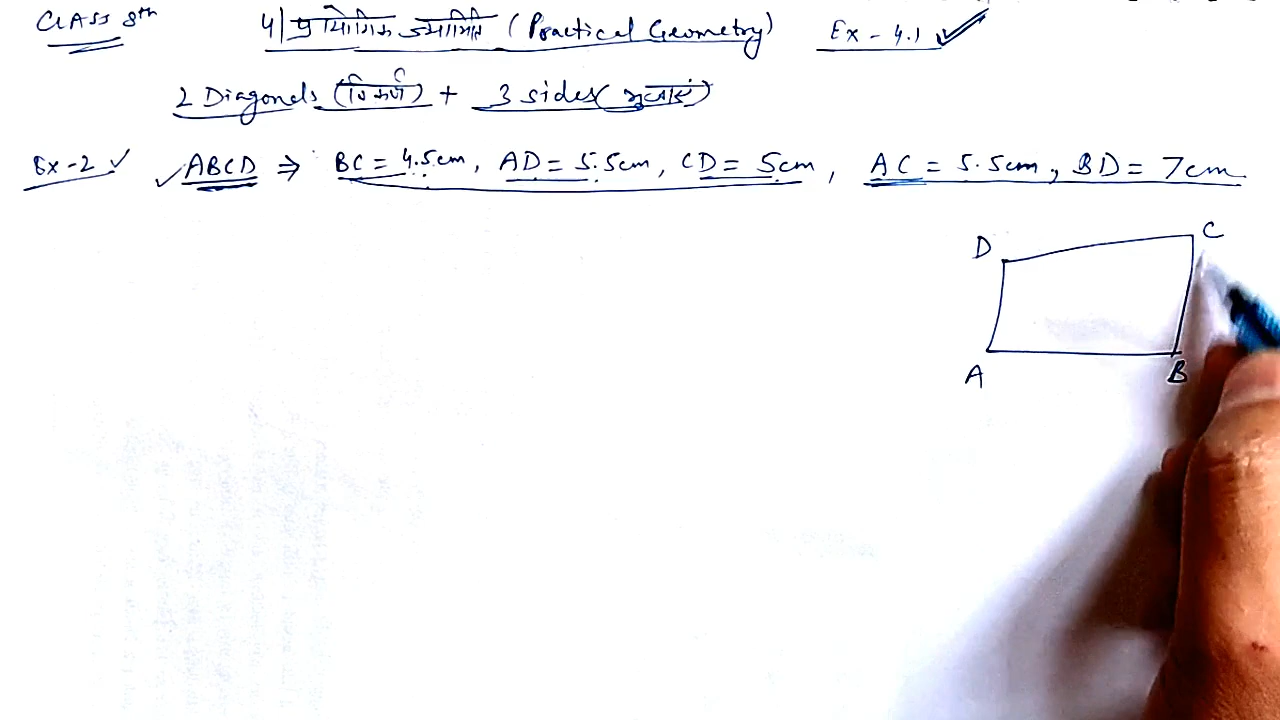 CLASS 8th 4| प्रायोगिक ज्यामिति (Practical Geometry) Ex - 4.1
2 Diagonals (विकर्ण) + 3 sides (भुजाएं)
Ex-2 ABCD ⇒ BC = 4.5cm, AD = 5.5cm, CD = 5cm, AC = 5.5cm, BD = 7cm
D C
A B